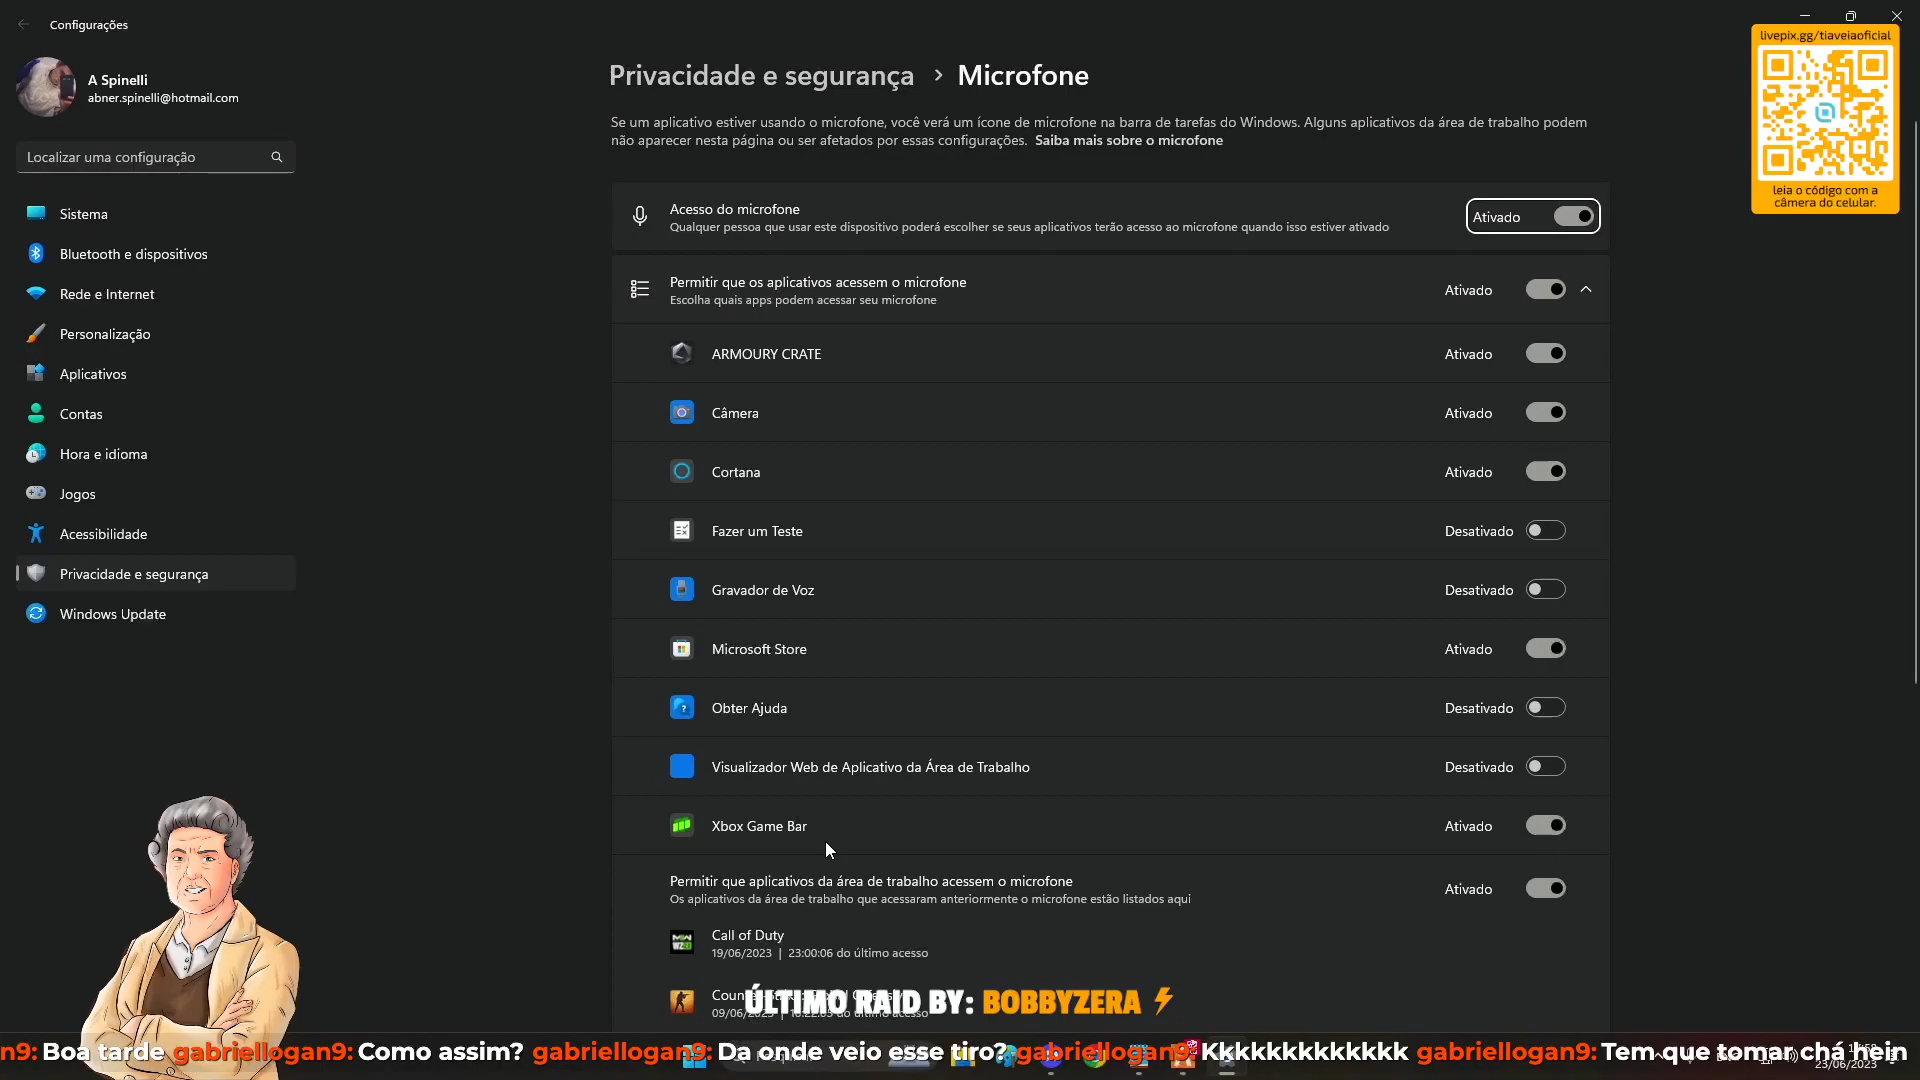 Configurações
livepix.gg/tiaveiaoficial
leia o código com a
câmera do celular.
A Spinelli
abner.spinelli@hotmail.com
Localizar uma configuração
Sistema
Bluetooth e dispositivos
Rede e Internet
Personalização
Aplicativos
Contas
Hora e idioma
Jogos
Acessibilidade
Privacidade e segurança
Windows Update
Privacidade e segurança > Microfone
Se um aplicativo estiver usando o microfone, você verá um ícone de microfone na barra de tarefas do Windows. Alguns aplicativos da área de trabalho podem
não aparecer nesta página ou ser afetados por essas configurações. Saiba mais sobre o microfone
Acesso do microfone
Qualquer pessoa que usar este dispositivo poderá escolher se seus aplicativos terão acesso ao microfone quando isso estiver ativado
Ativado
Permitir que os aplicativos acessem o microfone
Escolha quais apps podem acessar seu microfone
Ativado
ARMOURY CRATE Ativado
Câmera Ativado
Cortana Ativado
Fazer um Teste Desativado
Gravador de Voz Desativado
Microsoft Store Ativado
Obter Ajuda Desativado
Visualizador Web de Aplicativo da Área de Trabalho Desativado
Xbox Game Bar Ativado
Permitir que aplicativos da área de trabalho acessem o microfone
Os aplicativos da área de trabalho que acessaram anteriormente o microfone estão listados aqui
Ativado
Call of Duty
19/06/2023 | 23:00:06 do último acesso
09/06/2023
ÚLTIMO RAID BY: BOBBYZERA
n9: Boa tarde gabriellogan9: Como assim? gabriellogan9: Da onde veio esse tiro? gabriellogan9: Kkkkkkkkkkkkk gabriellogan9: Tem que tomar chá hein
23/06/2023